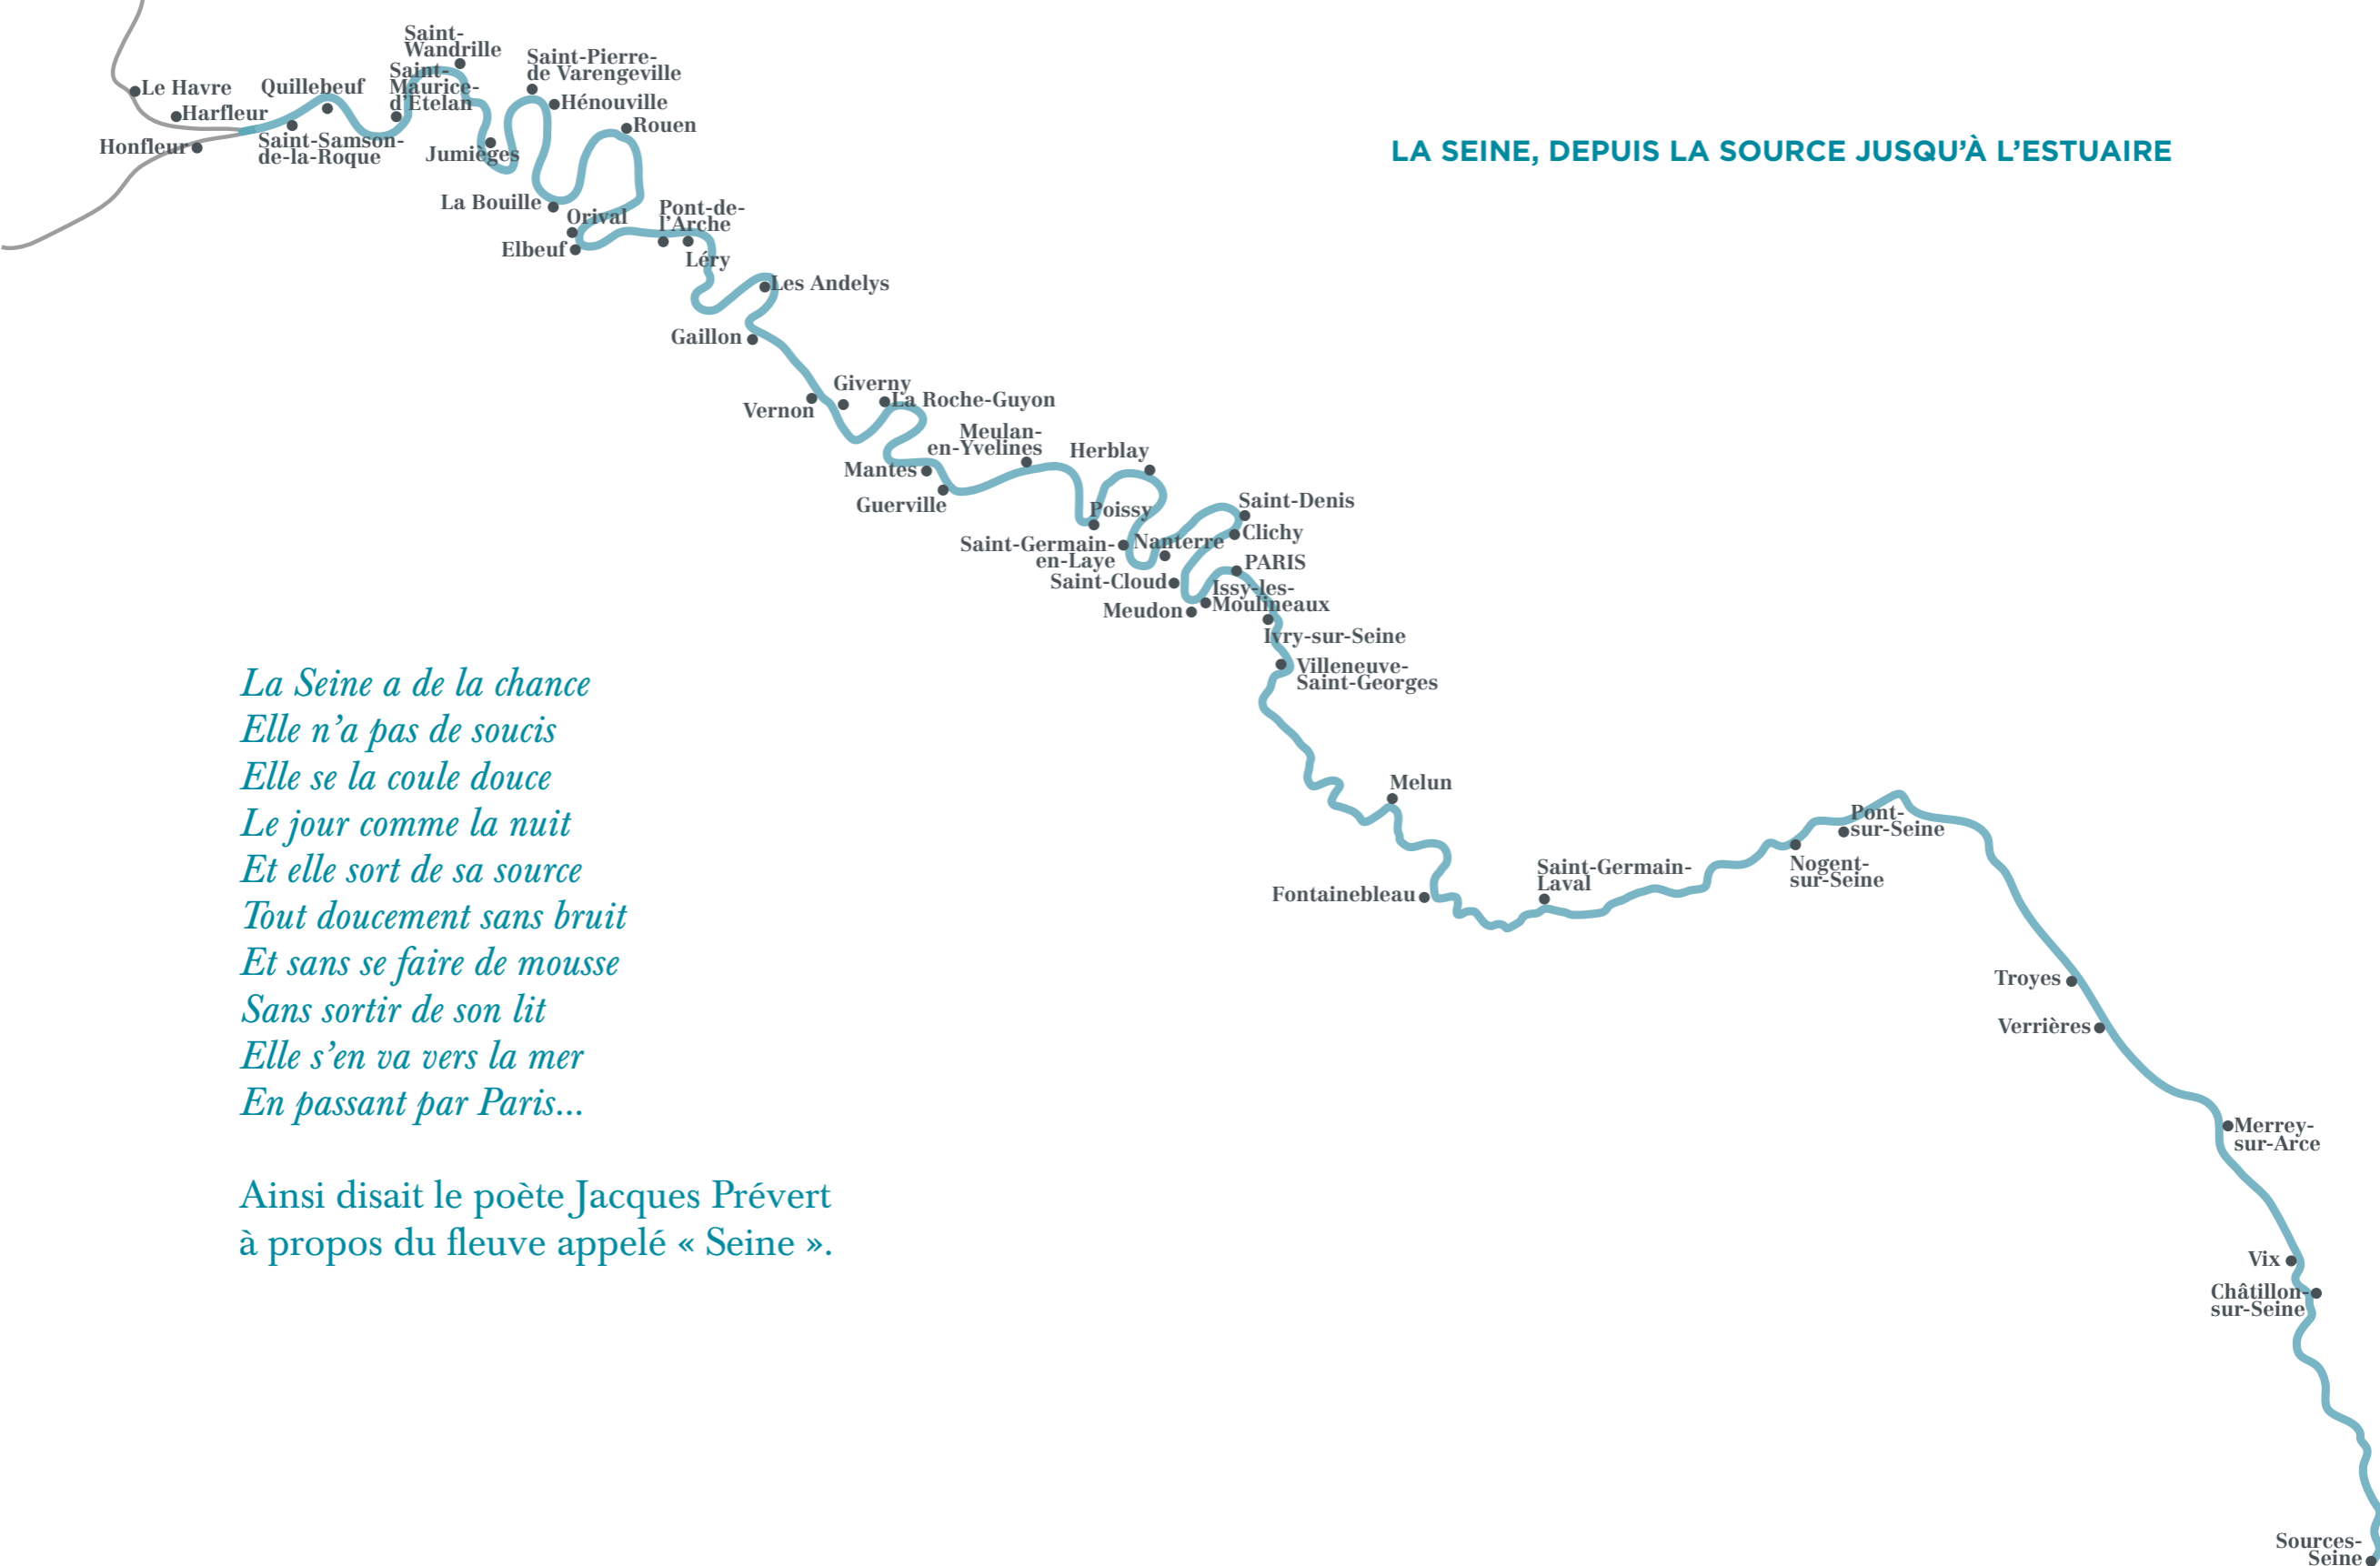 LA SEINE, DEPUIS LA SOURCE JUSQU’À L’ESTUAIRE
Saint-
Wandrille
Saint-Pierre-
de Varengeville
Saint-
Maurice-
d’Etelan
Le Havre
Quillebeuf
Hénouville
Harfleur
Rouen
Honfleur
Saint-Samson-
de-la-Roque
Jumièges
La Bouille
Orival
Pont-de-
l’Arche
Elbeuf
Léry
Les Andelys
Gaillon
Giverny
La Roche-Guyon
Vernon
Meulan-
en-Yvelines
Herblay
Mantes
Guerville
Poissy
Saint-Denis
Clichy
Saint-Germain-
en-Laye
Nanterre
PARIS
Saint-Cloud
Issy-les-
Moulineaux
Meudon
Ivry-sur-Seine
Villeneuve-
Saint-Georges
Melun
Fontainebleau
Saint-Germain-
Laval
Pont-
sur-Seine
Nogent-
sur-Seine
Troyes
Verrières
Merrey-
sur-Arce
Vix
Châtillon-
sur-Seine
Sources-
Seine
La Seine a de la chance
Elle n’a pas de soucis
Elle se la coule douce
Le jour comme la nuit
Et elle sort de sa source
Tout doucement sans bruit
Et sans se faire de mousse
Sans sortir de son lit
Elle s’en va vers la mer
En passant par Paris...
Ainsi disait le poète Jacques Prévert
à propos du fleuve appelé « Seine ».